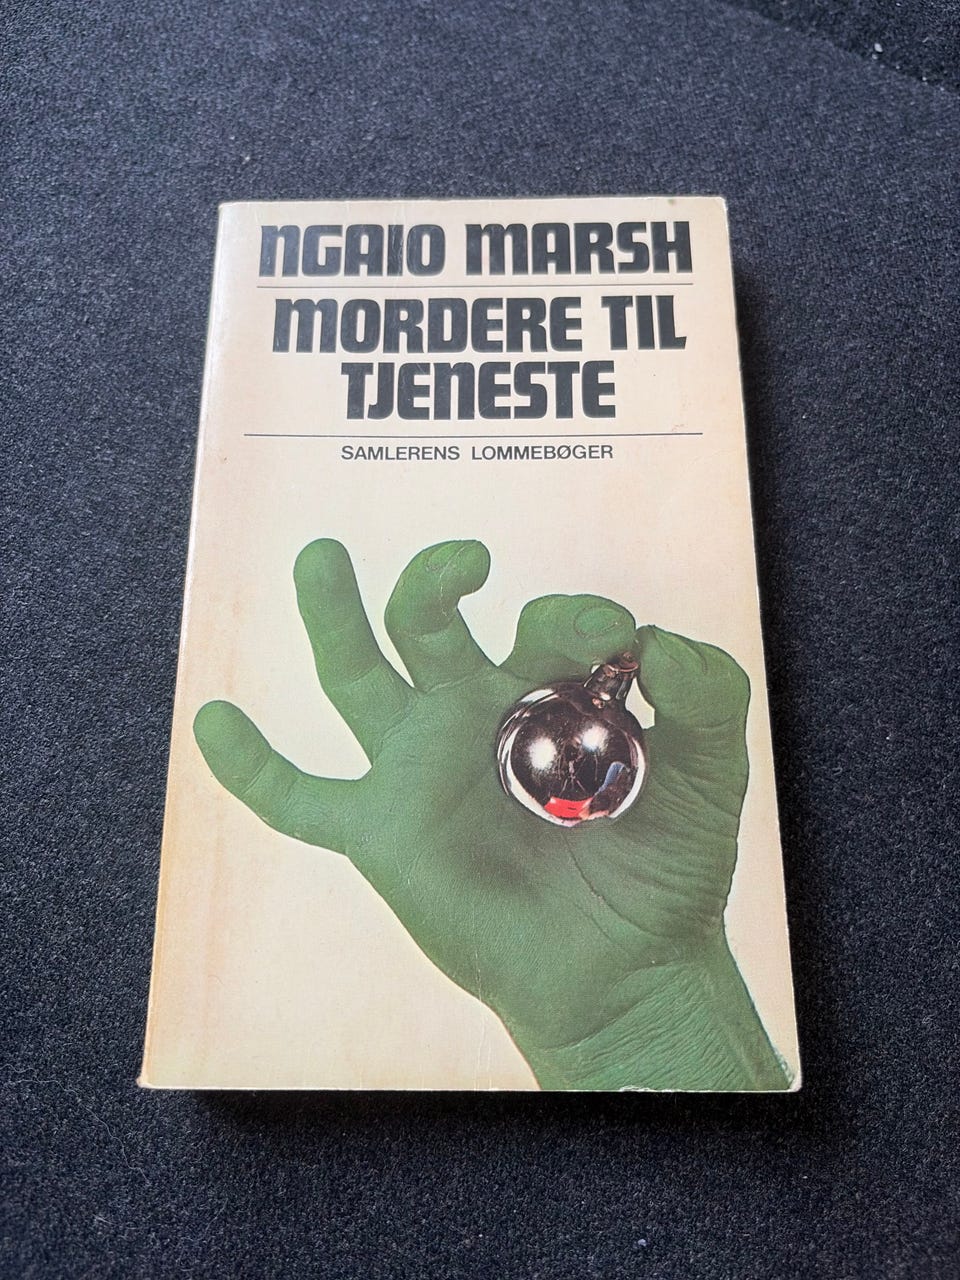 NGAIO MARSH
MORDERE TIL
TJENESTE
SAMLERENS LOMMEBØGER